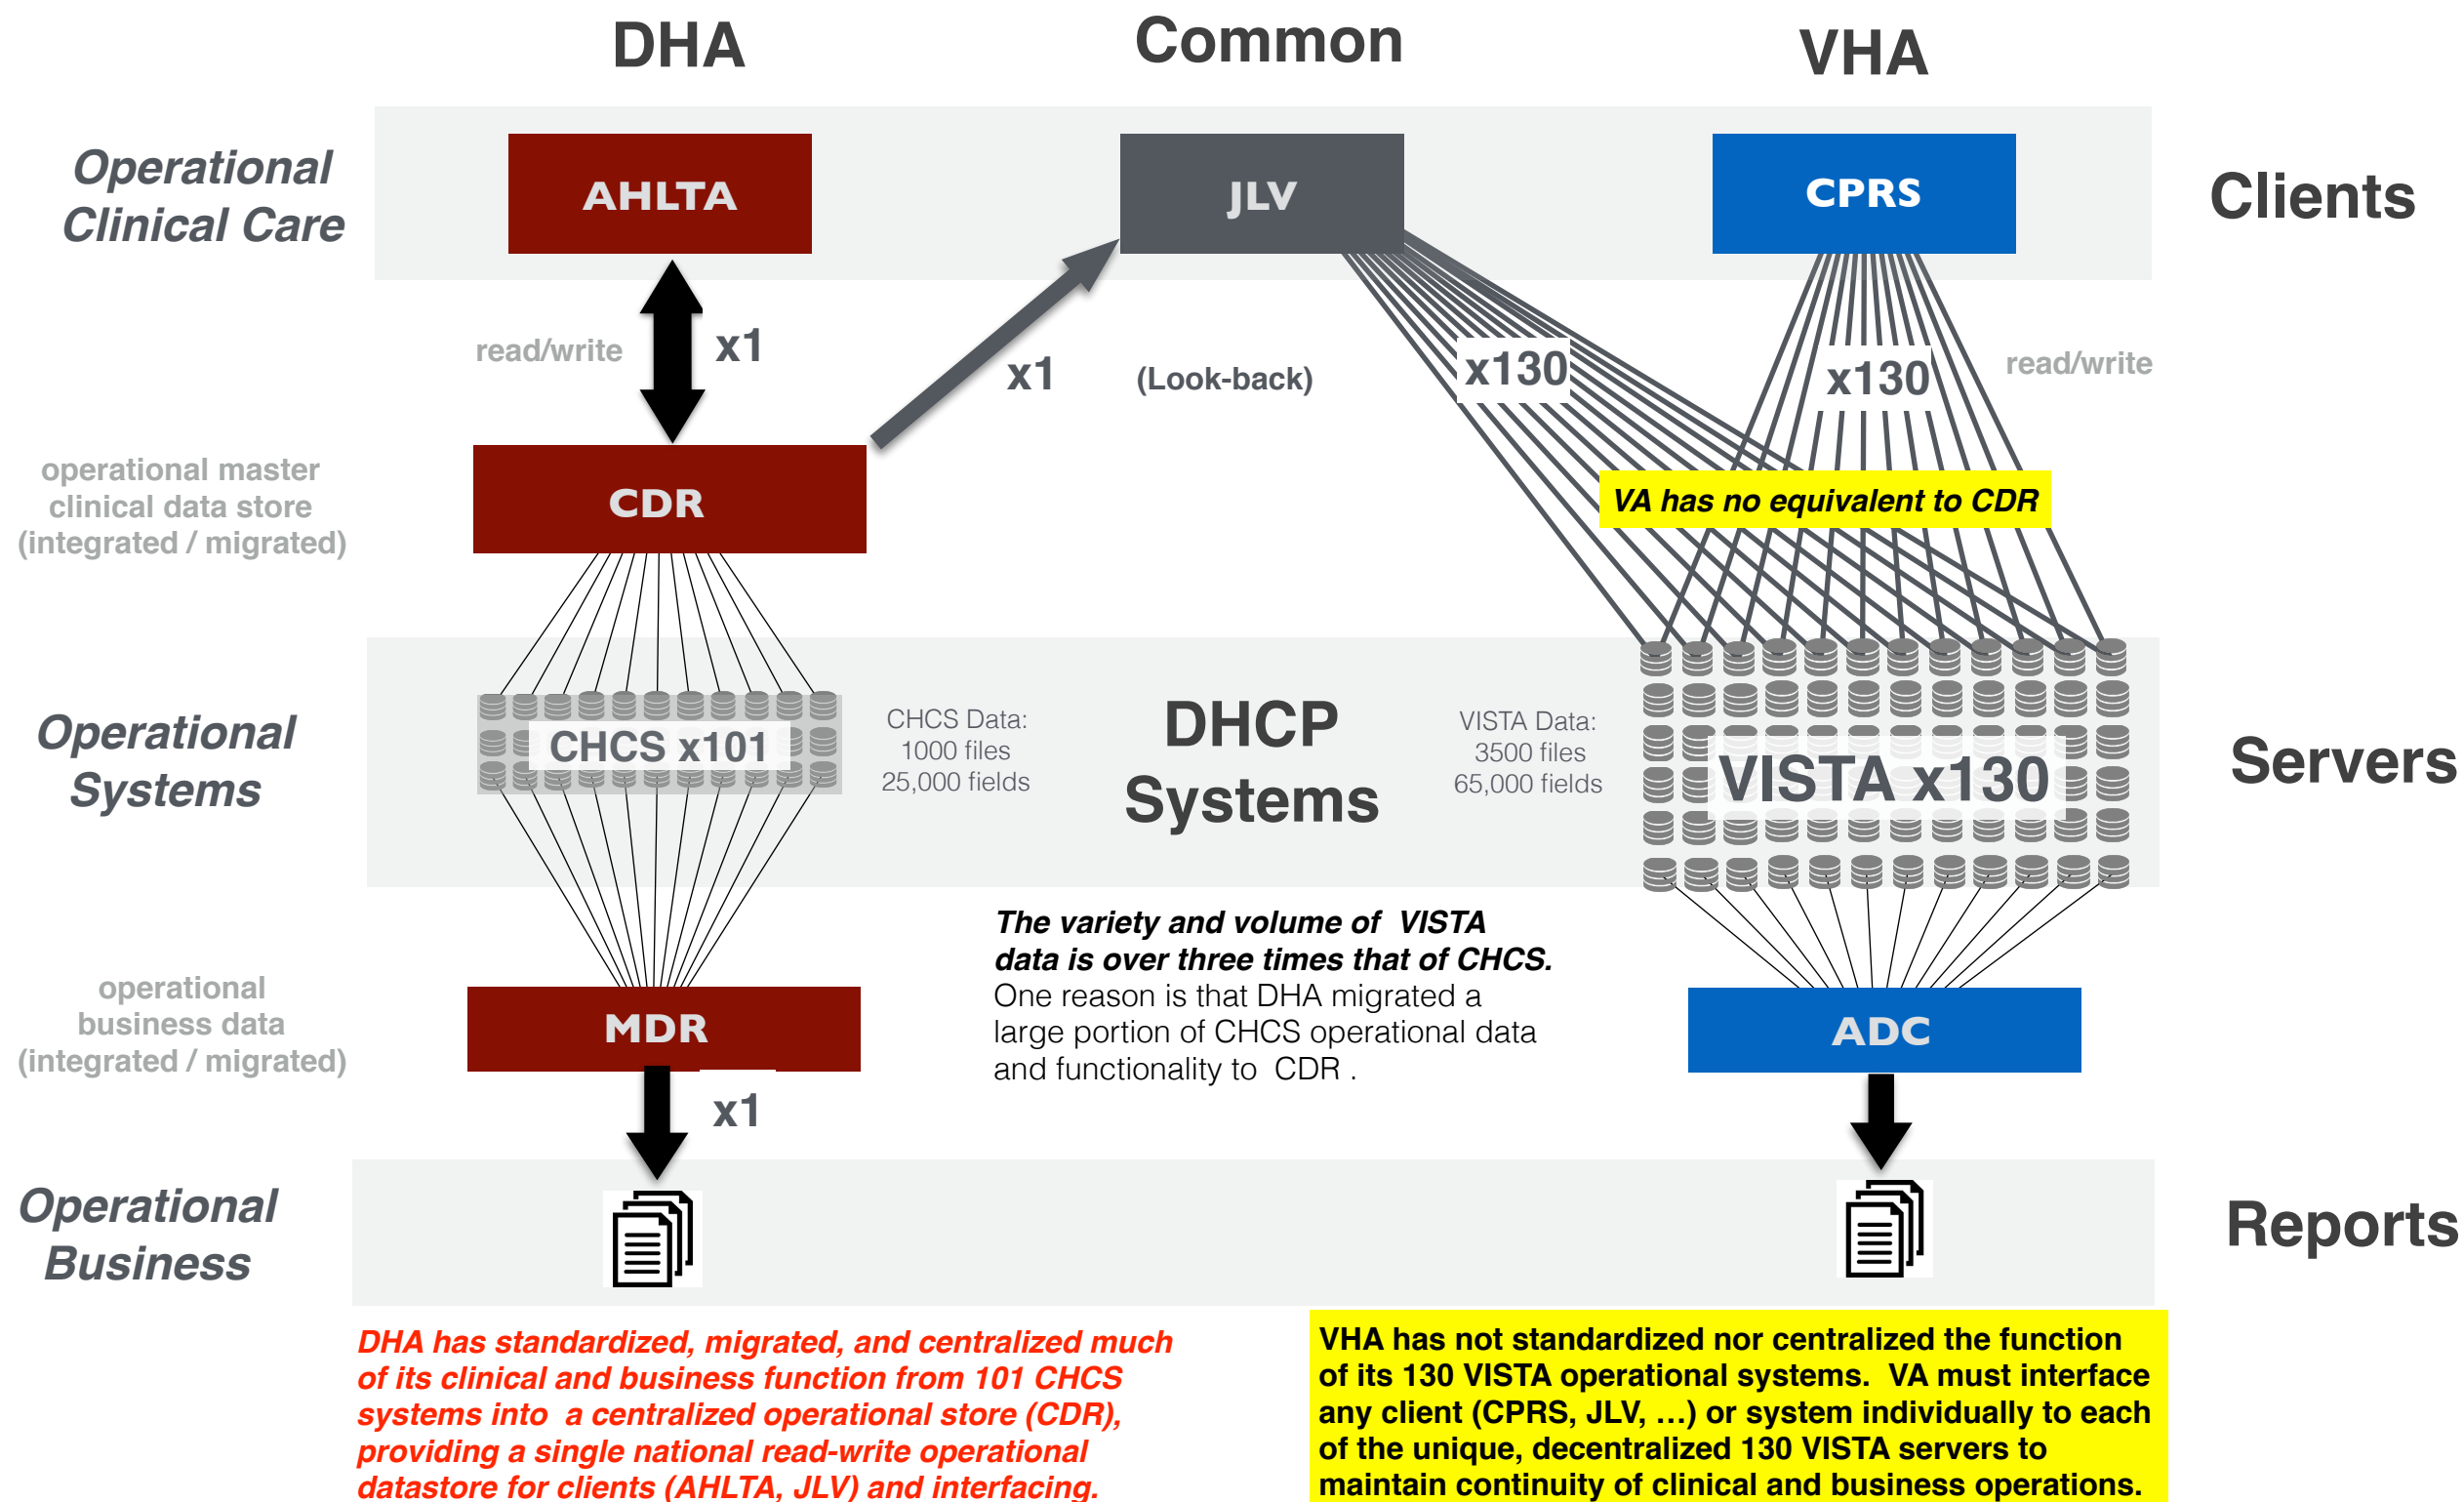 DHA
Common
VHA
Operational
Clinical Care
AHLTA
JLV
CPRS
Clients
read/write
x1
x1
(Look-back)
x130
x130
read/write
operational master
clinical data store
(integrated / migrated)
CDR
VA has no equivalent to CDR
Operational
Systems
CHCS x101
CHCS Data:
1000 files
25,000 fields
DHCP
Systems
VISTA Data:
3500 files
65,000 fields
VISTA x130
Servers
The variety and volume of VISTA
data is over three times that of CHCS.
One reason is that DHA migrated a
large portion of CHCS operational data
and functionality to CDR .
operational
business data
(integrated / migrated)
MDR
x1
ADC
Operational
Business
Reports
DHA has standardized, migrated, and centralized much
of its clinical and business function from 101 CHCS
systems into a centralized operational store (CDR),
providing a single national read-write operational
datastore for clients (AHLTA, JLV) and interfacing.
VHA has not standardized nor centralized the function
of its 130 VISTA operational systems. VA must interface
any client (CPRS, JLV, …) or system individually to each
of the unique, decentralized 130 VISTA servers to
maintain continuity of clinical and business operations.